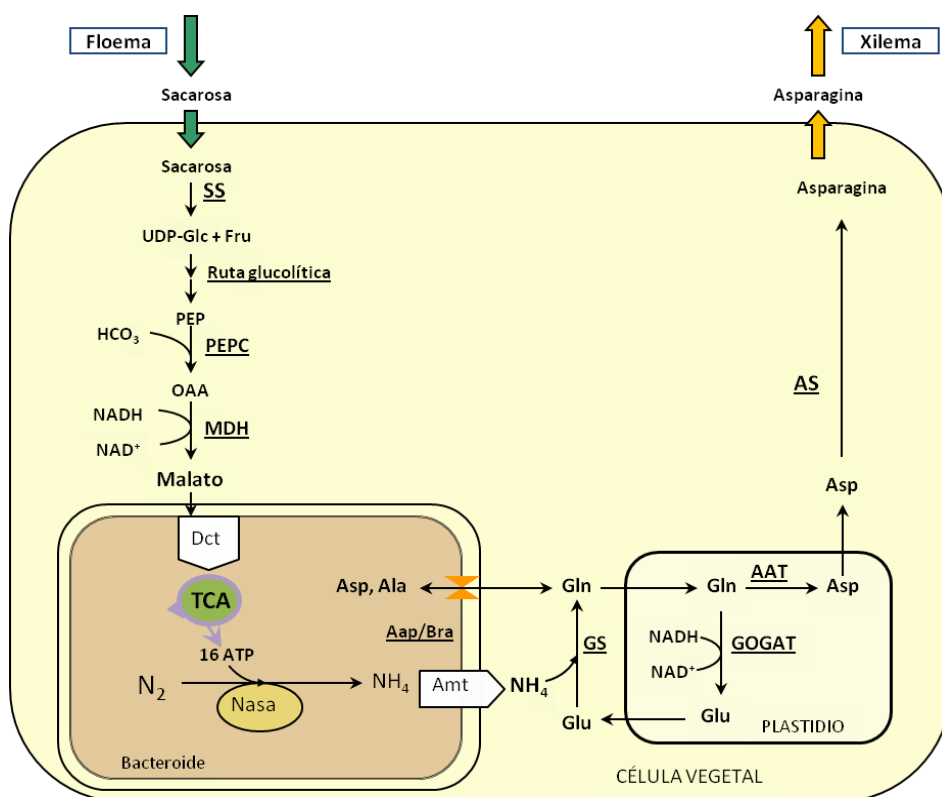 Floema
Xilema
Sacarosa
Asparagina
Sacarosa
Asparagina
SS
UDP-Glc + Fru
Ruta glucolítica
PEP
HCO₃
PEPC
OAA
NADH
MDH
NAD⁺
AS
Malato
Asp
Dct
TCA
Asp, Ala
Gln
Gln
AAT
Asp
Aap/Bra
GS
NADH
GOGAT
NAD⁺
16 ATP
N₂
NH₄
Amt
NH₄
Nasa
Glu
Glu
PLASTIDIO
Bacteroide
CÉLULA VEGETAL